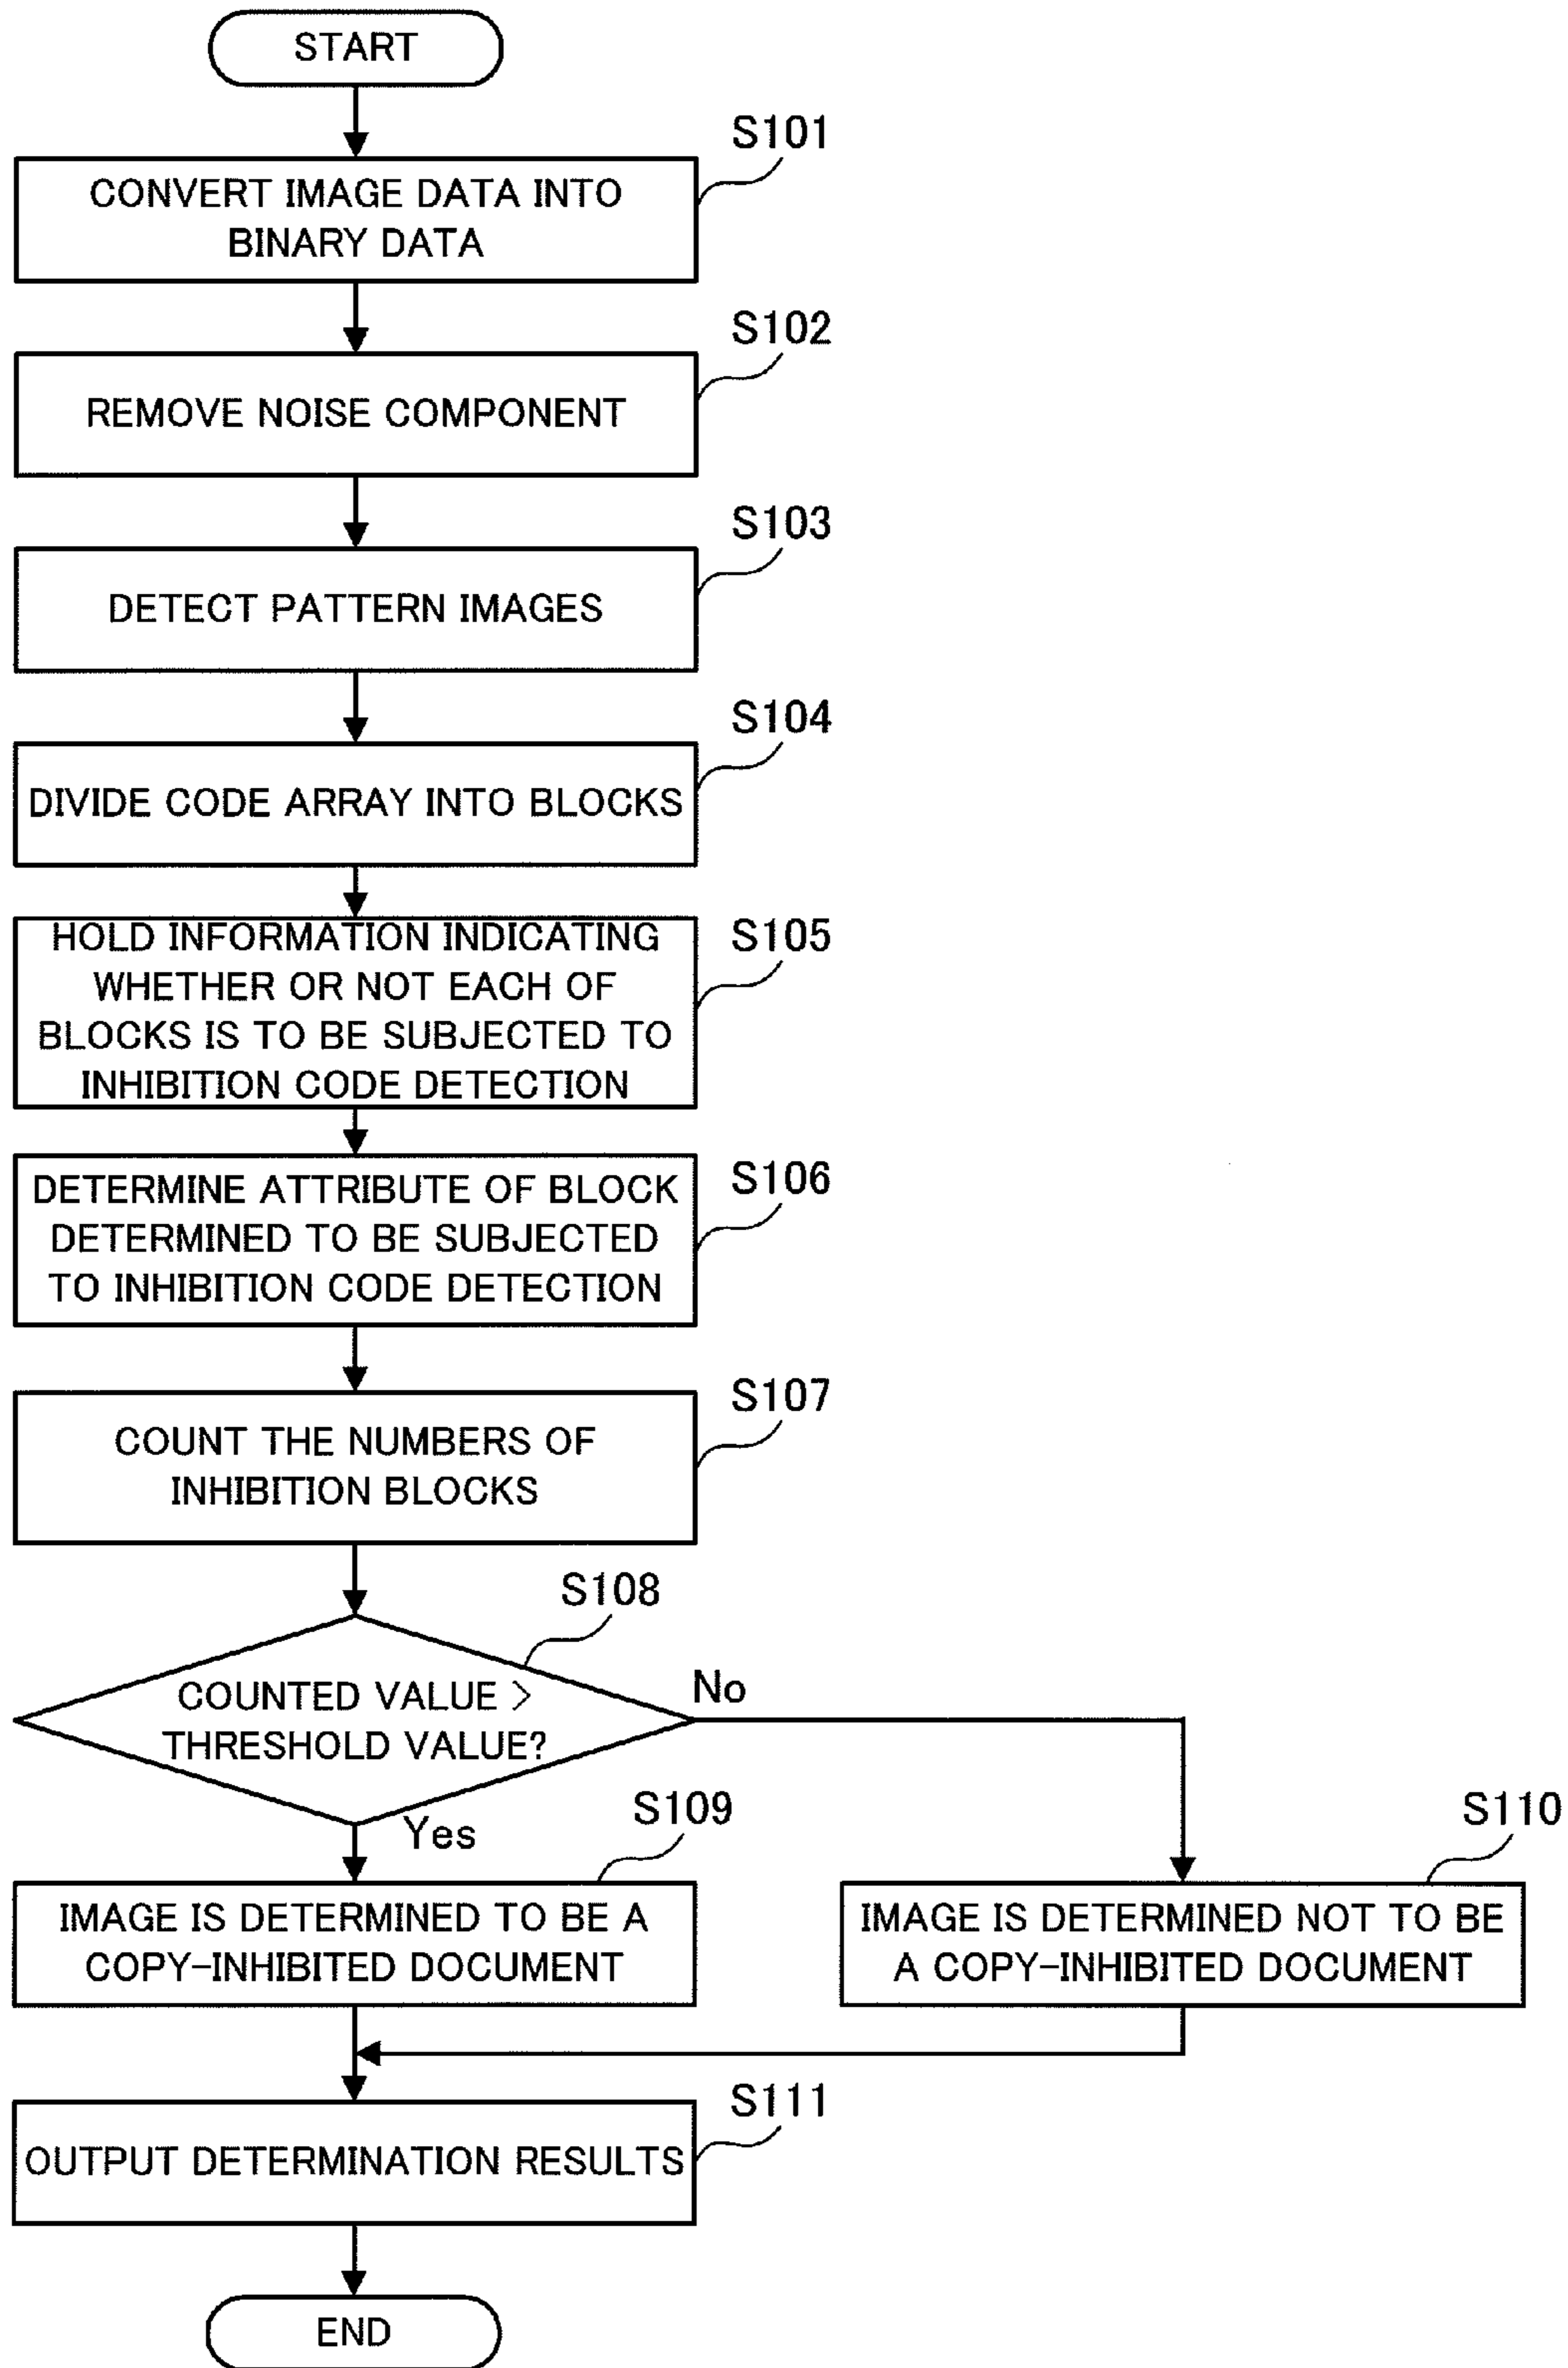 START
S101
CONVERT IMAGE DATA INTO
BINARY DATA
S102
REMOVE NOISE COMPONENT
S103
DETECT PATTERN IMAGES
S104
DIVIDE CODE ARRAY INTO BLOCKS
S105
HOLD INFORMATION INDICATING
WHETHER OR NOT EACH OF
BLOCKS IS TO BE SUBJECTED TO
INHIBITION CODE DETECTION
S106
DETERMINE ATTRIBUTE OF BLOCK
DETERMINED TO BE SUBJECTED
TO INHIBITION CODE DETECTION
S107
COUNT THE NUMBERS OF
INHIBITION BLOCKS
S108
COUNTED VALUE >
THRESHOLD VALUE?
No
Yes
S109
IMAGE IS DETERMINED TO BE A
COPY-INHIBITED DOCUMENT
S110
IMAGE IS DETERMINED NOT TO BE
A COPY-INHIBITED DOCUMENT
S111
OUTPUT DETERMINATION RESULTS
END